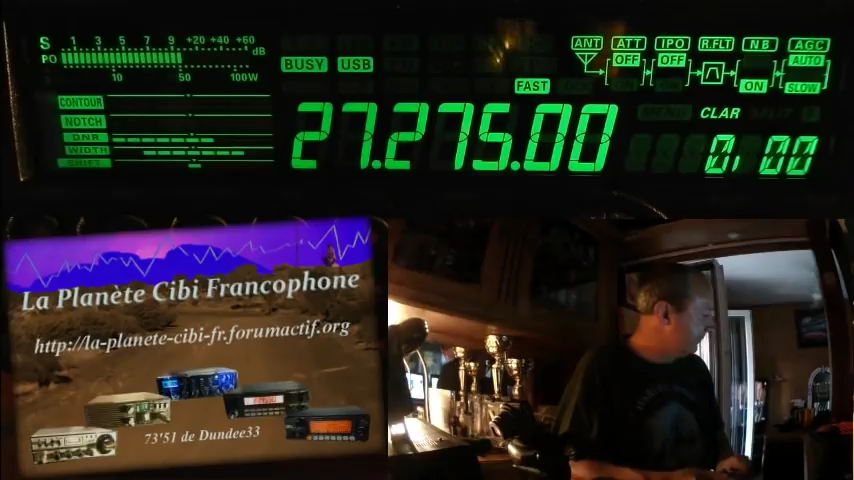 S 1 3 5 7 9 +20 +40 +60 dB
PO 10 50 100W
BUSY USB
ANT ATT IPO R.FLT NB AGC
OFF OFF AUTO
ON SLOW
FAST
CONTOUR
NOTCH
DNR
WIDTH
SHIFT
27.275.00
CLAR
0.00
La Planète Cibi Francophone
http://la-planete-cibi-fr.forumactif.org
73'51 de Dundee33